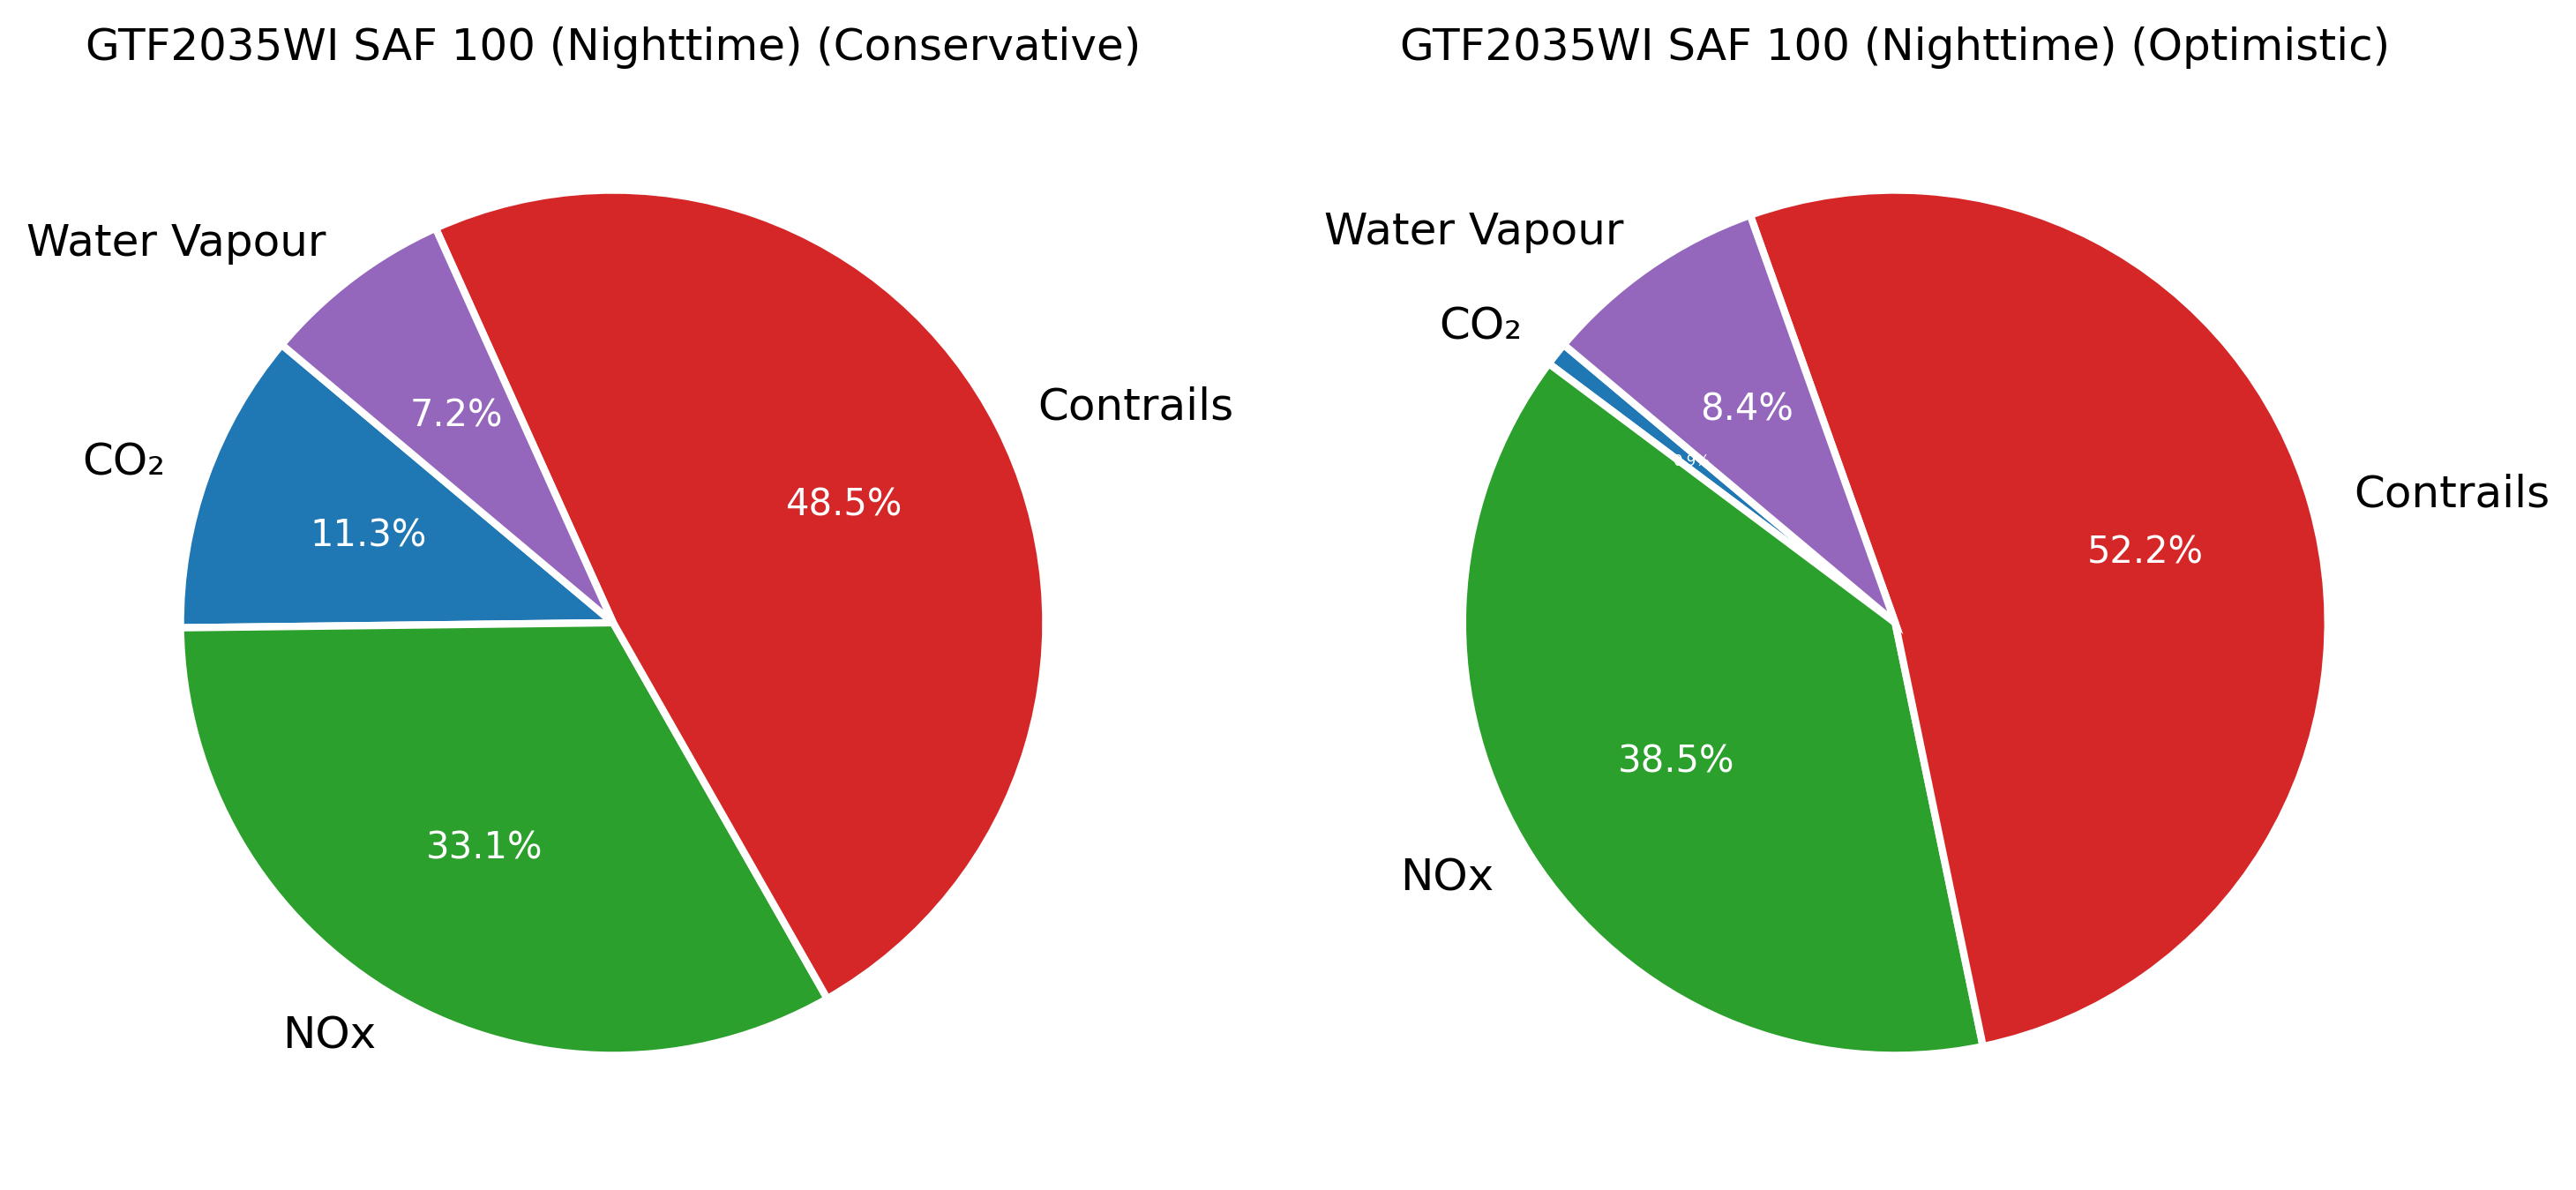 GTF2035WI SAF 100 (Nighttime) (Conservative)
Water Vapour
7.2%
CO₂
11.3%
Contrails
48.5%
33.1%
NOx
GTF2035WI SAF 100 (Nighttime) (Optimistic)
Water Vapour
8.4%
CO₂
Contrails
52.2%
38.5%
NOx